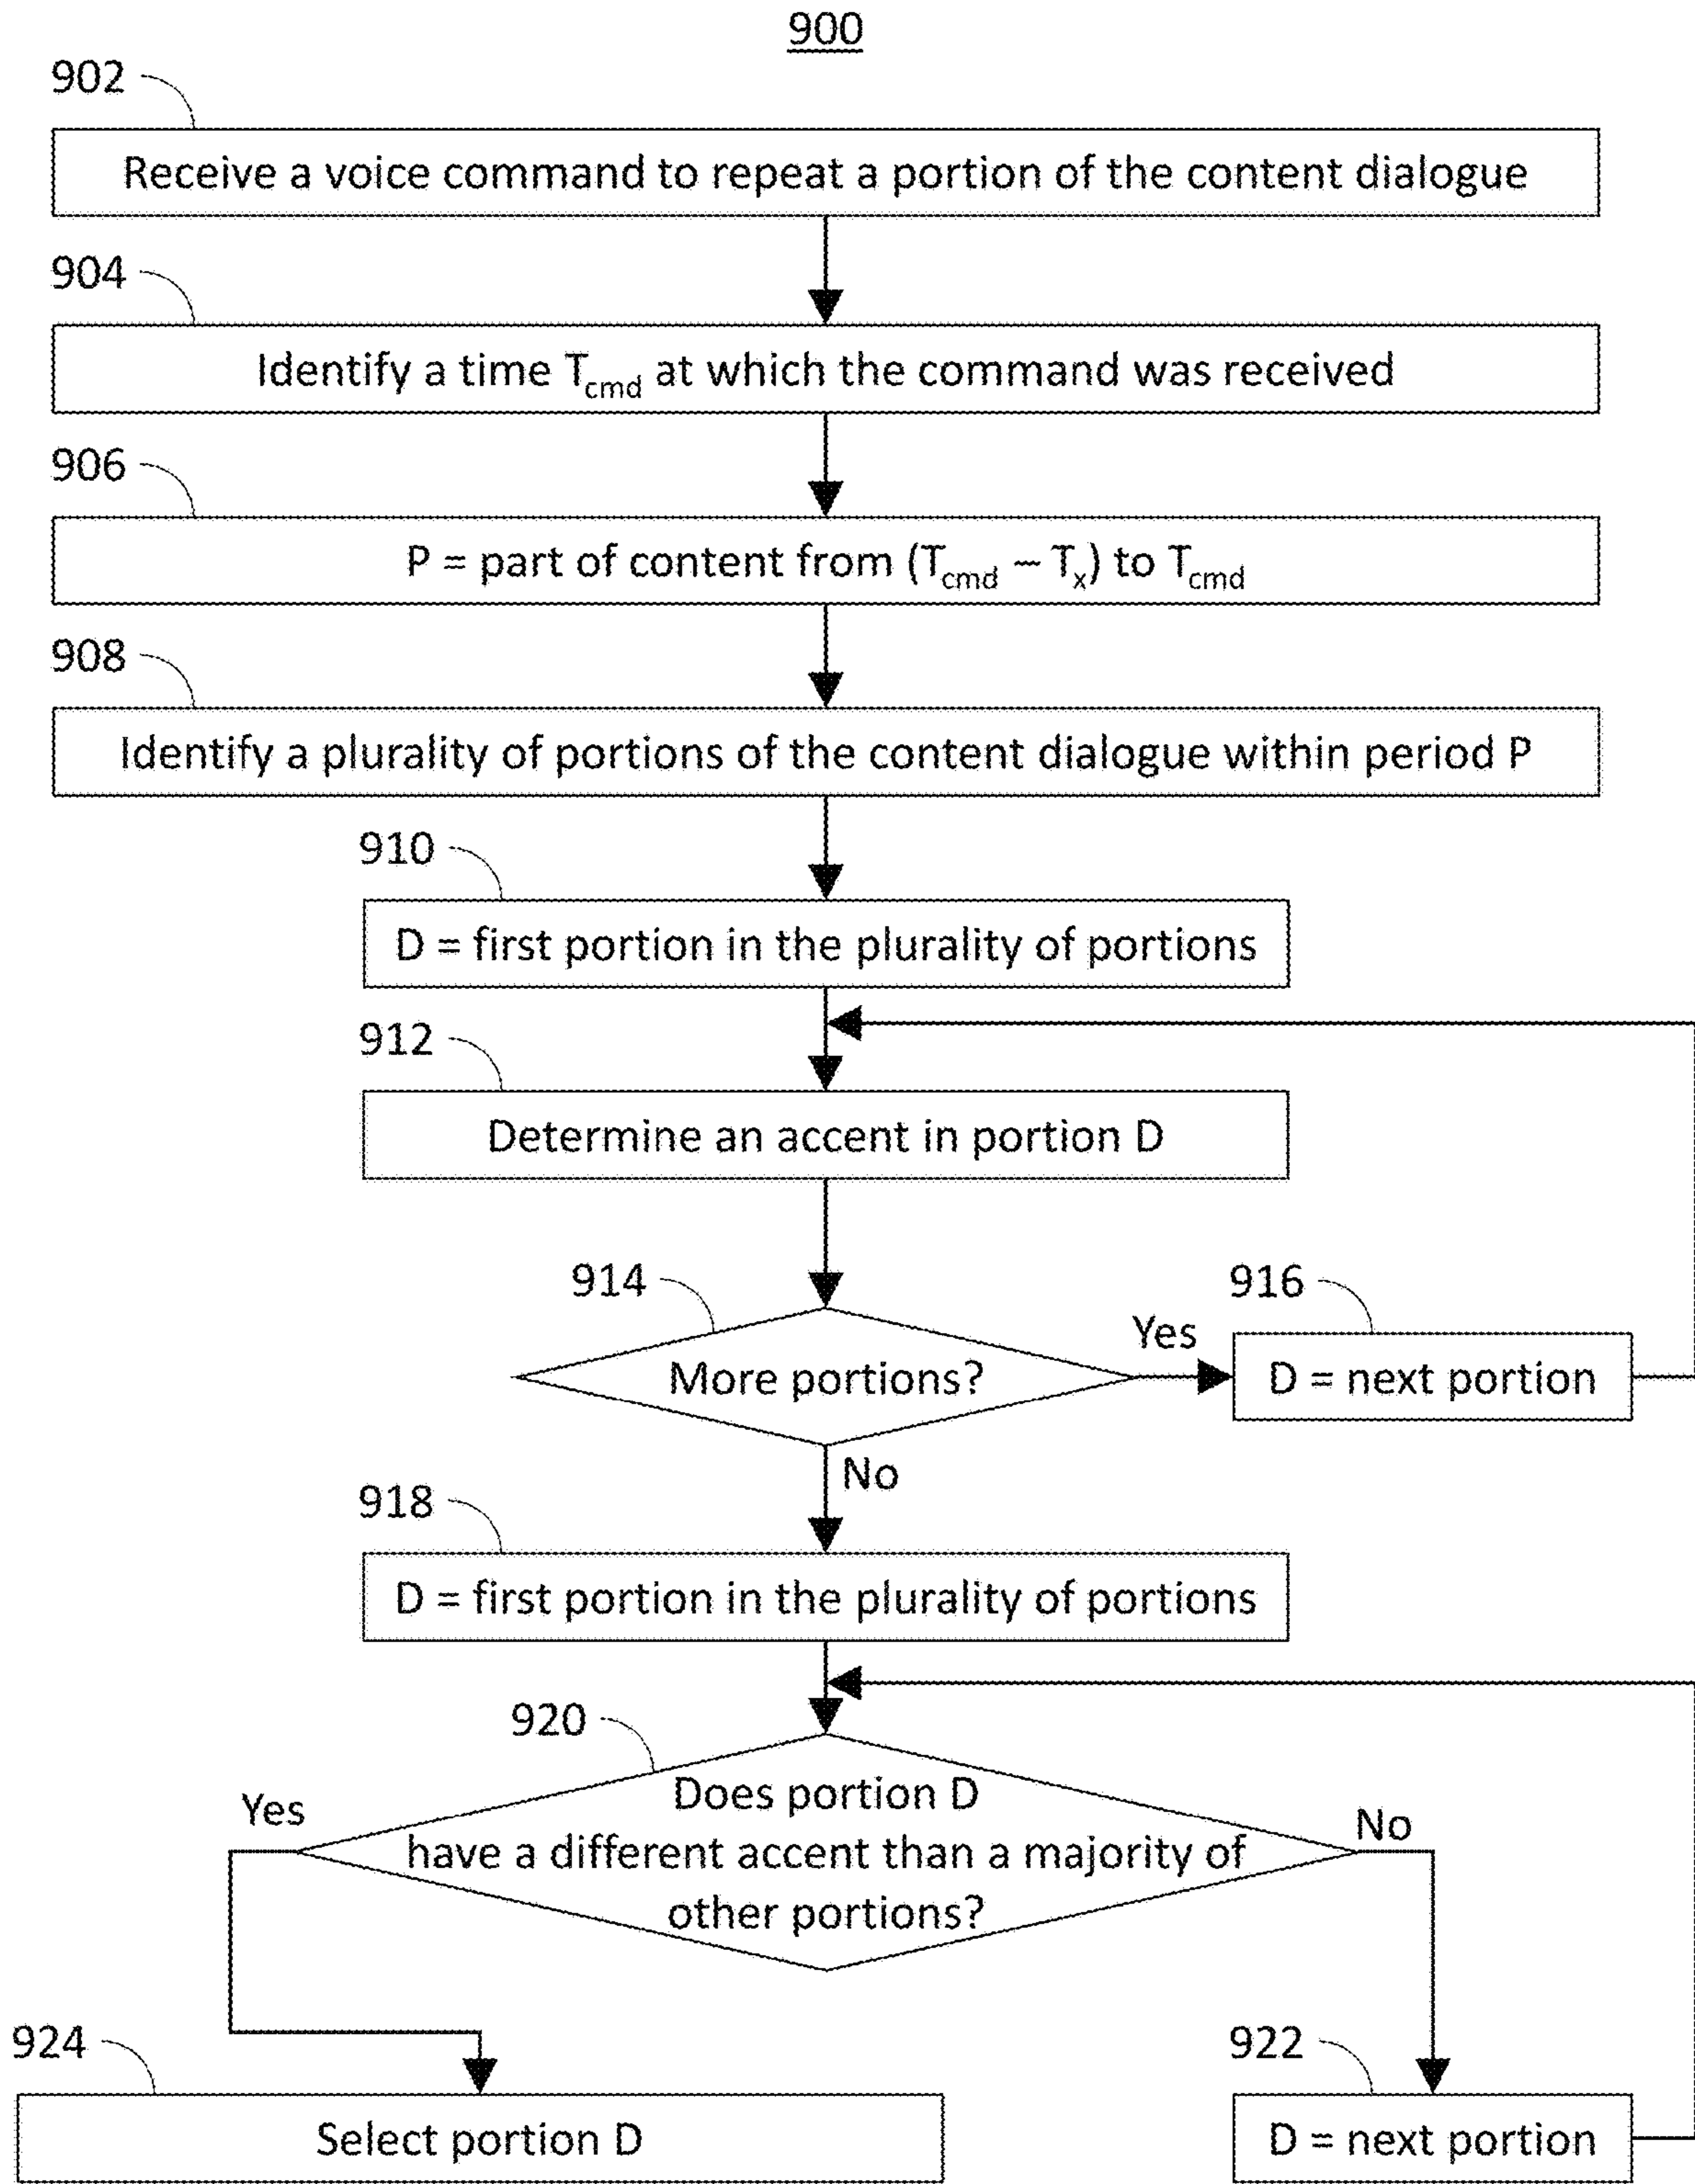 900
902
Receive a voice command to repeat a portion of the content dialogue
904
Identify a time Tcmd at which the command was received
906
P = part of content from (Tcmd – Tx) to Tcmd
908
Identify a plurality of portions of the content dialogue within period P
910
D = first portion in the plurality of portions
912
Determine an accent in portion D
914
More portions?
Yes
916
D = next portion
No
918
D = first portion in the plurality of portions
920
Does portion D
have a different accent than a majority of
other portions?
Yes
No
924
Select portion D
922
D = next portion